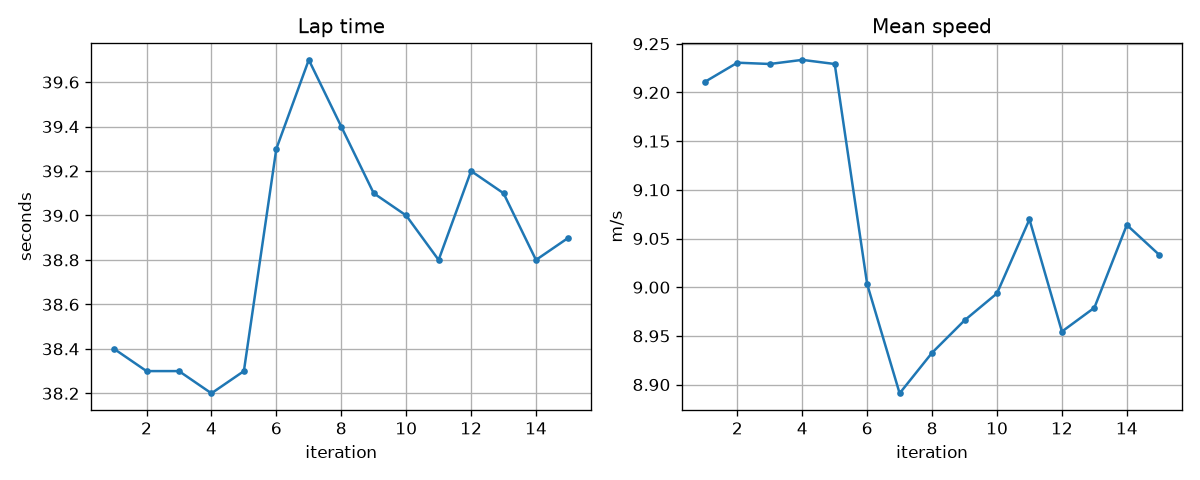 Lap time
39.6
39.4
39.2
39.0
38.8
38.6
38.4
38.2
seconds
2 4 6 8 10 12 14
iteration
Mean speed
9.25
9.20
9.15
9.10
9.05
9.00
8.95
8.90
m/s
2 4 6 8 10 12 14
iteration